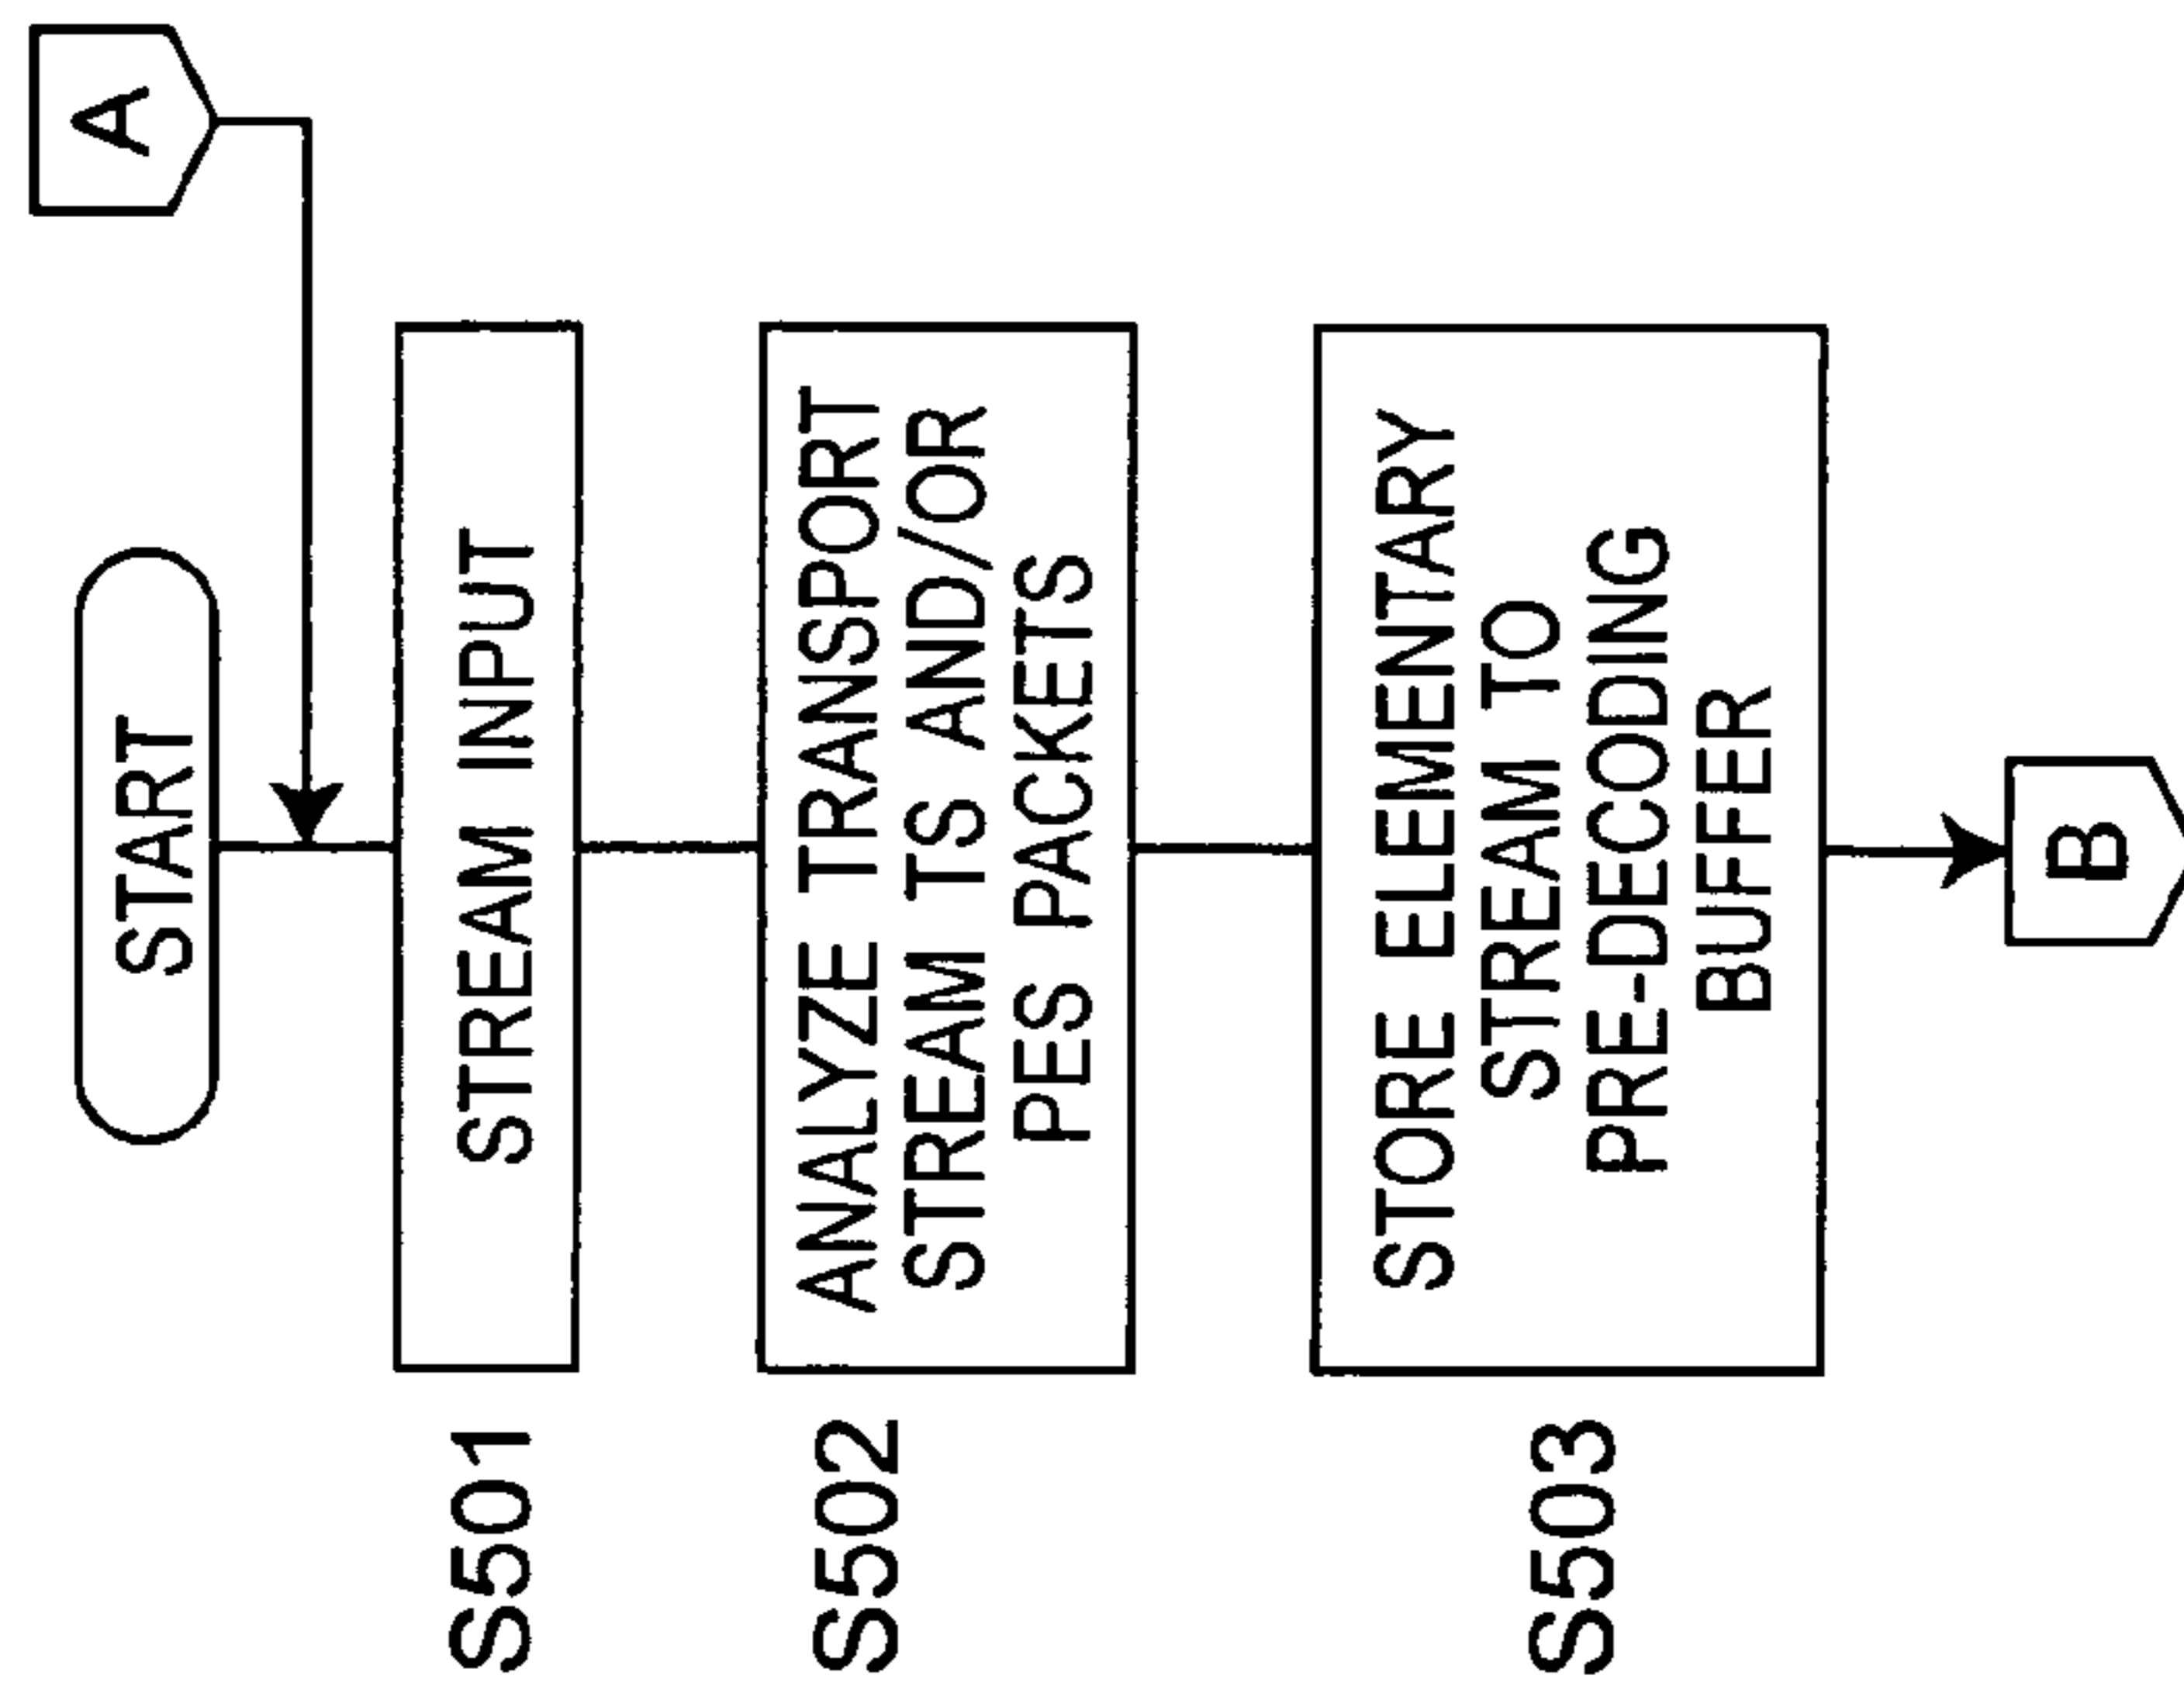 START
A
S501
STREAM INPUT
S502
ANALYZE TRANSPORT
STREAM TS AND/OR
PES PACKETS
S503
STORE ELEMENTARY
STREAM TO
PRE-DECODING
BUFFER
B